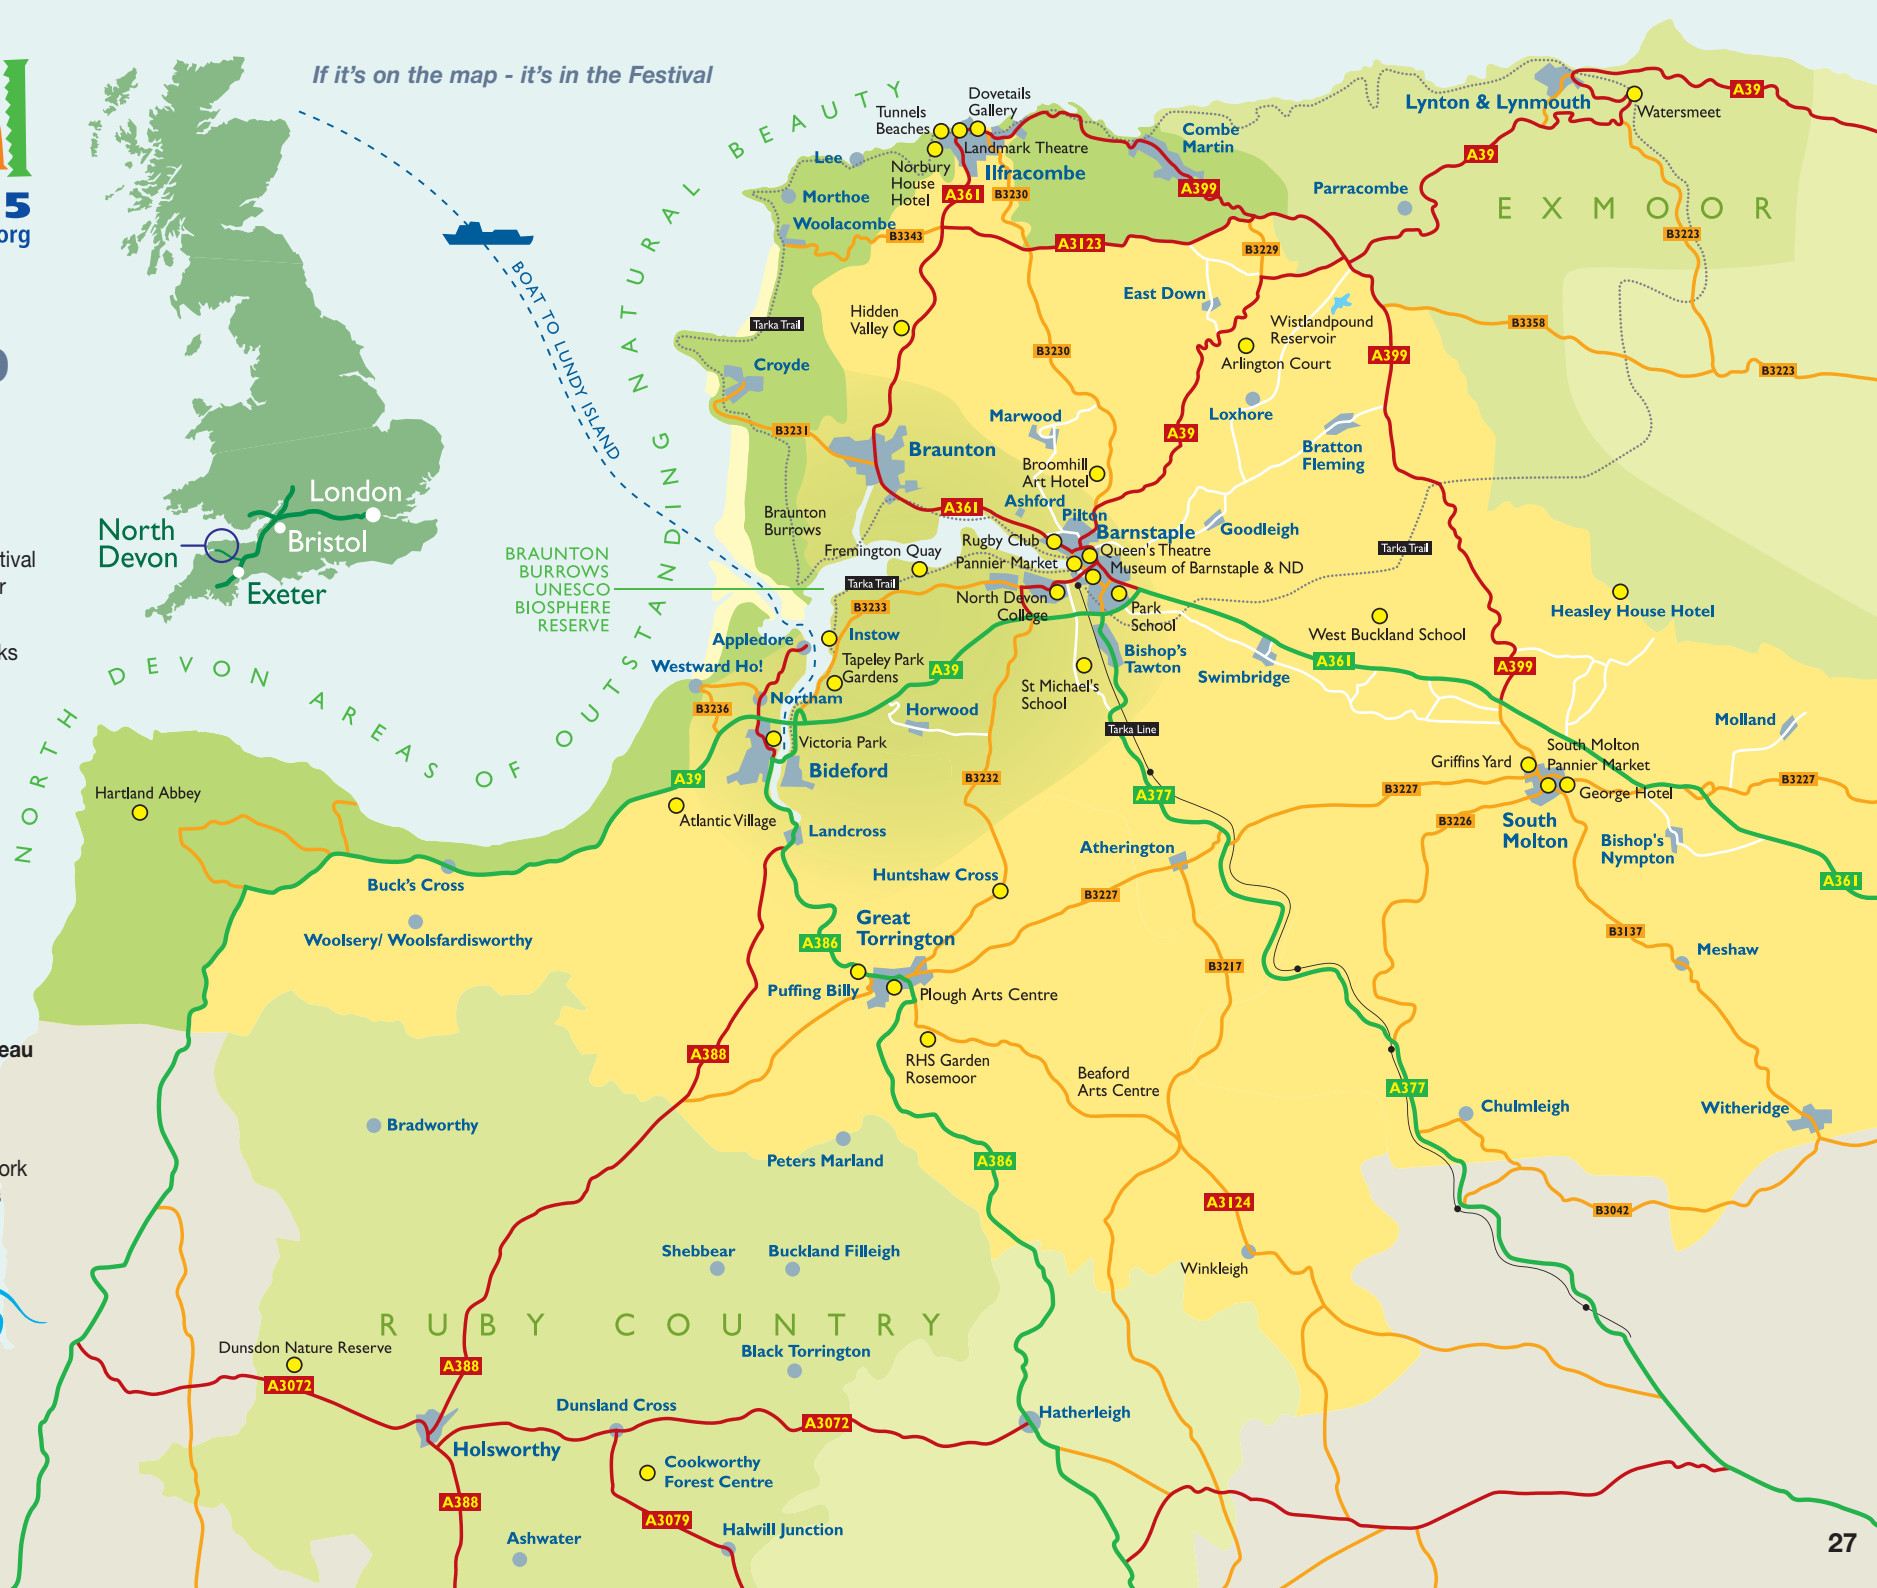 If it's on the map - it's in the Festival
5
org
stival
r
ks
eau
ork
London
North
Devon
Bristol
Exeter
BOAT TO LUNDY ISLAND
NORTH DEVON AREAS OF OUTSTANDING NATURAL BEAUTY
BRAUNTON
BURROWS
UNESCO
BIOSPHERE
RESERVE
Dovetails
Gallery
Tunnels
Beaches
Landmark Theatre
Lee
Norbury
House
Hotel
Ilfracombe
Combe
Martin
Lynton & Lynmouth
Watersmeet
A39
A39
Morthoe
A361
B3230
A399
Parracombe
EXMOOR
Woolacombe
B3343
A3123
B3229
B3223
East Down
Hidden
Valley
Tarka Trail
Wistlandpound
Reservoir
Arlington Court
B3358
B3230
A399
B3223
Croyde
B3231
Marwood
Loxhore
A39
Braunton
Bratton
Fleming
Broomhill
Art Hotel
Ashford
A361
Pilton
Braunton
Burrows
Barnstaple
Goodleigh
Rugby Club
Queen's Theatre
Fremington Quay
Pannier Market
Museum of Barnstaple & ND
Tarka Trail
Tarka Trail
B3233
North Devon
College
Park
School
Heasley House Hotel
West Buckland School
Appledore
Instow
Westward Ho!
Tapeley Park
Gardens
A39
Bishop's
Tawton
A361
A399
Swimbridge
St Michael's
School
Northam
B3236
Horwood
Tarka Line
Molland
Victoria Park
Bideford
A39
B3232
A377
Griffins Yard
South Molton
Pannier Market
George Hotel
B3227
B3227
B3226
South
Molton
Bishop's
Nympton
A361
Hartland Abbey
Atlantic Village
Landcross
Atherington
Buck's Cross
Huntshaw Cross
B3227
Woolsery/ Woolsfardisworthy
Great
Torrington
A386
B3217
B3137
Meshaw
Puffing Billy
Plough Arts Centre
A388
RHS Garden
Rosemoor
Beaford
Arts Centre
A377
Chulmleigh
Witheridge
Bradworthy
Peters Marland
A386
A3124
B3042
Shebbear
Buckland Filleigh
Winkleigh
RUBY COUNTRY
Dunsdon Nature Reserve
A3072
A388
Black Torrington
Dunsland Cross
A3072
Hatherleigh
Holsworthy
Cookworthy
Forest Centre
A388
A3079
Halwill Junction
Ashwater
27